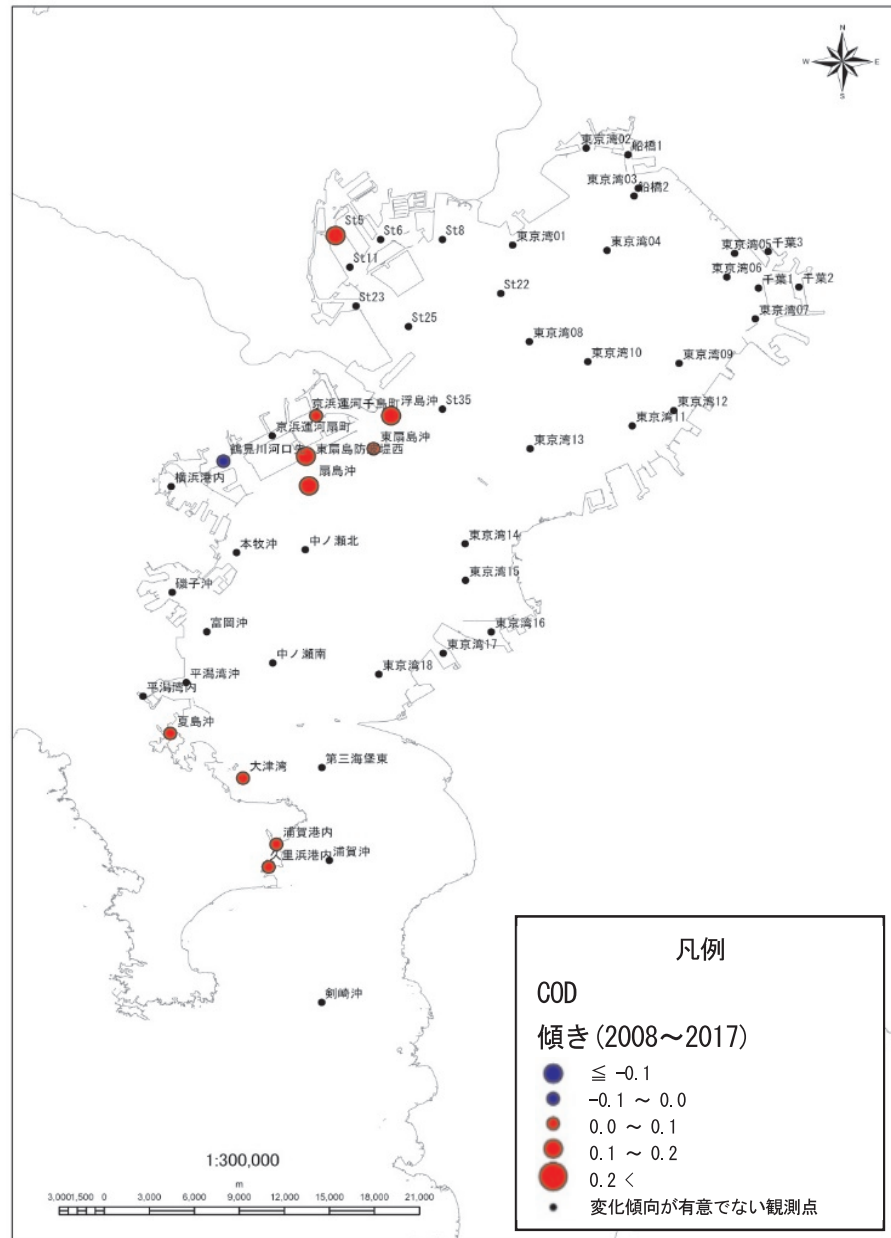 N
W
E
S
東京湾02
船橋1
東京湾03
船橋2
St5
St6
St8
東京湾01
東京湾04
東京湾05
千葉3
St11
東京湾06
千葉1
千葉2
St22
St23
東京湾07
St25
東京湾08
東京湾10
東京湾09
京浜運河千鳥町
浮島沖
St35
東京湾12
京浜運河扇町
東京湾11
鶴見川河口先
東扇島防波堤西
東扇島沖
東京湾13
扇島沖
横浜港内
本牧沖
中ノ瀬北
東京湾14
東京湾15
磯子沖
富岡沖
東京湾16
中ノ瀬南
東京湾17
東京湾18
平潟湾沖
平潟湾内
夏島沖
大津湾
第三海堡東
浦賀港内
久里浜港内
浦賀沖
剣崎沖
凡例
COD
傾き(2008～2017)
≦ -0.1
-0.1 ～ 0.0
0.0 ～ 0.1
0.1 ～ 0.2
0.2 <
変化傾向が有意でない観測点
1:300,000
3,0001,500 0 3,000 6,000 9,000 12,000 15,000 18,000 21,000
m